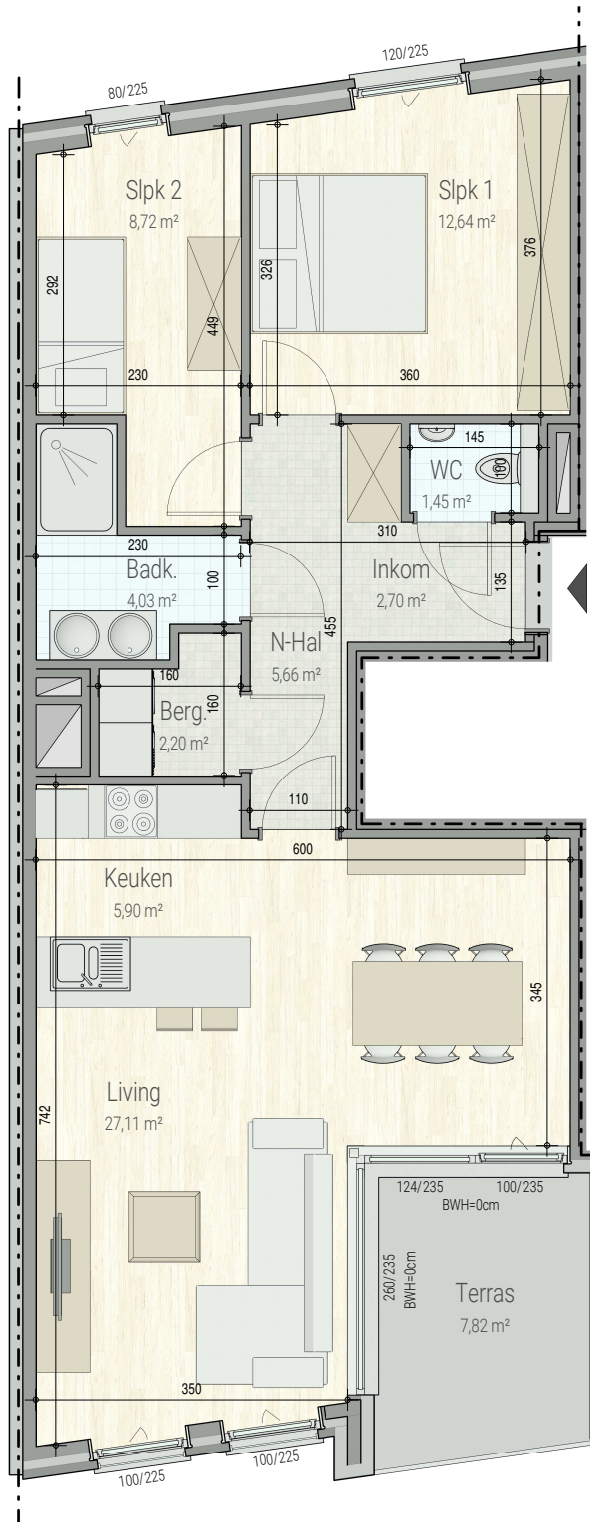 120/225
80/225
Slpk 2
8,72 m²
Slpk 1
12,64 m²
292
449
326
376
230
360
145
WC
100
1,45 m²
230
310
Badk.
4,03 m²
100
Inkom
2,70 m²
135
455
N-Hal
5,66 m²
160
160
Berg.
2,20 m²
110
600
Keuken
5,90 m²
345
742
Living
27,11 m²
124/235
100/235
BWH=0cm
260/235
BWH=0cm
Terras
7,82 m²
350
100/225
100/225